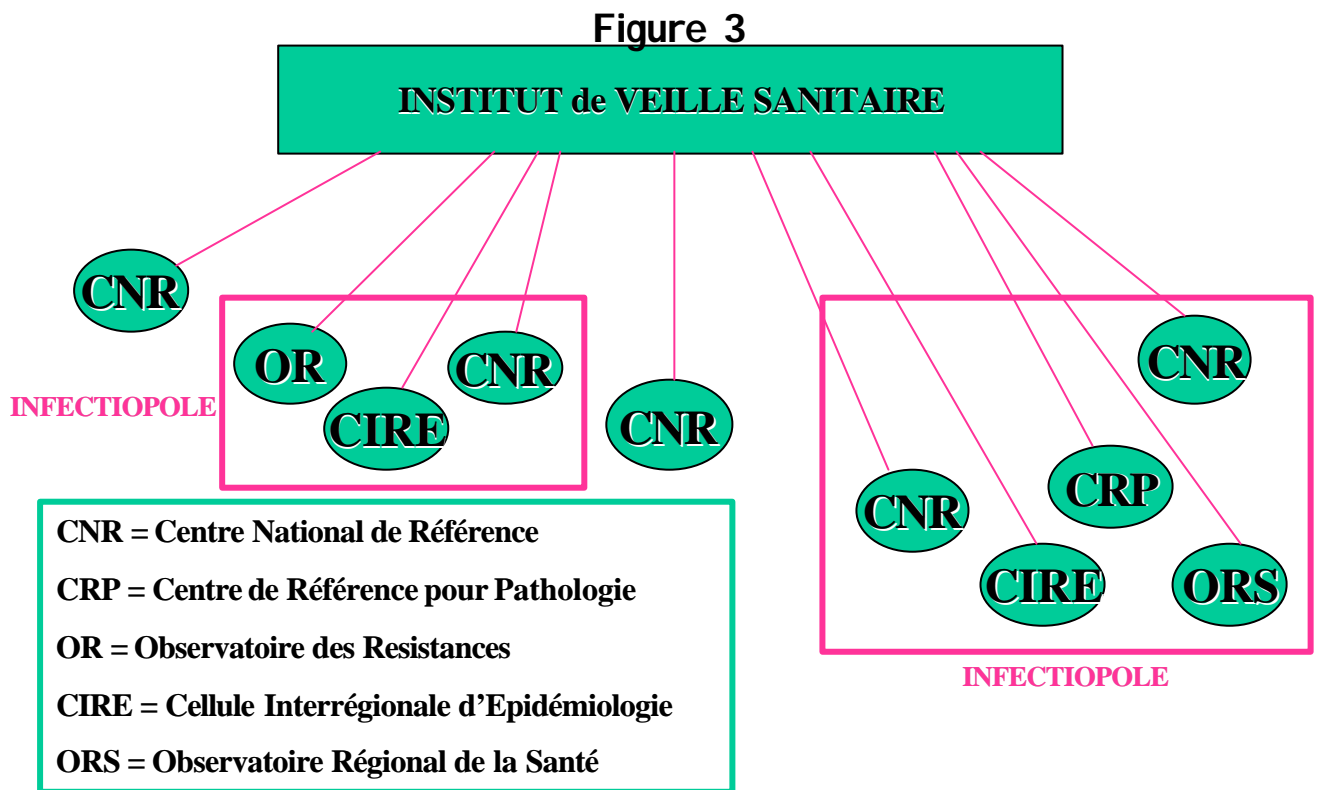 Figure 3
INSTITUT de VEILLE SANITAIRE
CNR
OR
CIRE
CNR
INFECTIOPOLE
CNR
CNR
CNR
CRP
CIRE
ORS
INFECTIOPOLE
CNR = Centre National de Référence
CRP = Centre de Référence pour Pathologie
OR = Observatoire des Resistances
CIRE = Cellule Interrégionale d’Epidémiologie
ORS = Observatoire Régional de la Santé